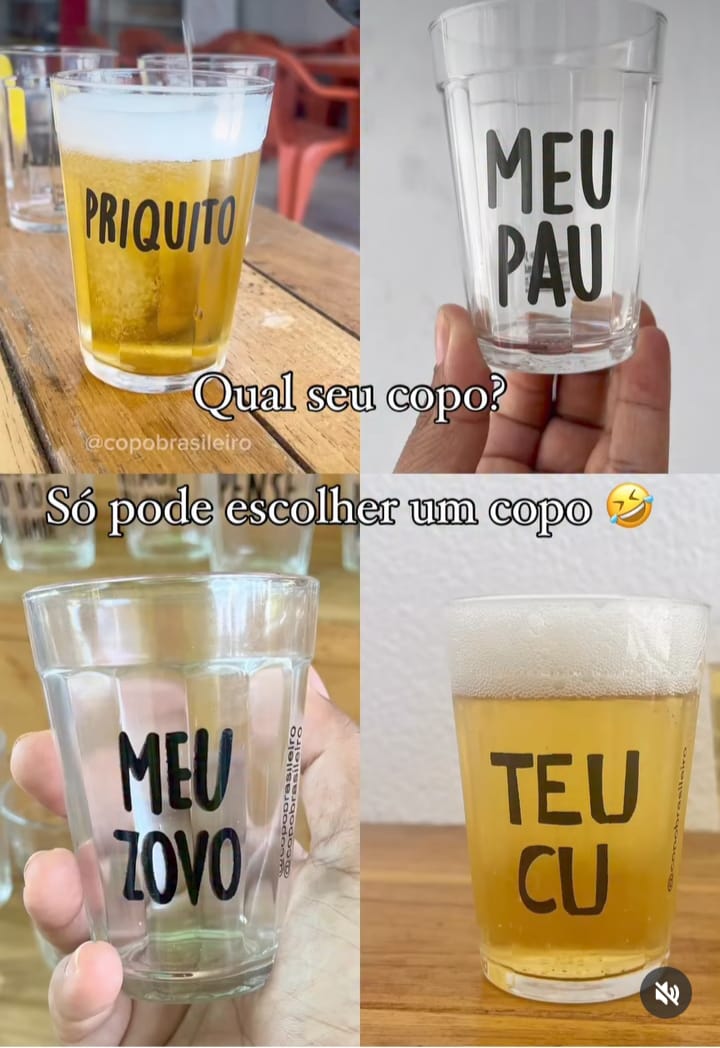 PRIQUITO
MEU
PAU
Qual seu copo?
@copobrasileiro
Só pode escolher um copo 🤣
MEU
ZOVO
@copobrasileiro
@copobrasileiro
TEU
CU
@copobrasileiro